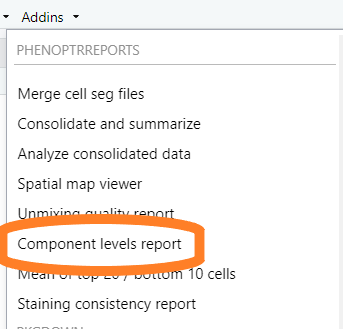 Addins
PHENOPTRREPORTS
Merge cell seg files
Consolidate and summarize
Analyze consolidated data
Spatial map viewer
Unmixing quality report
Component levels report
Mean of top 20 / bottom 10 cells
Staining consistency report
PKGDOWN